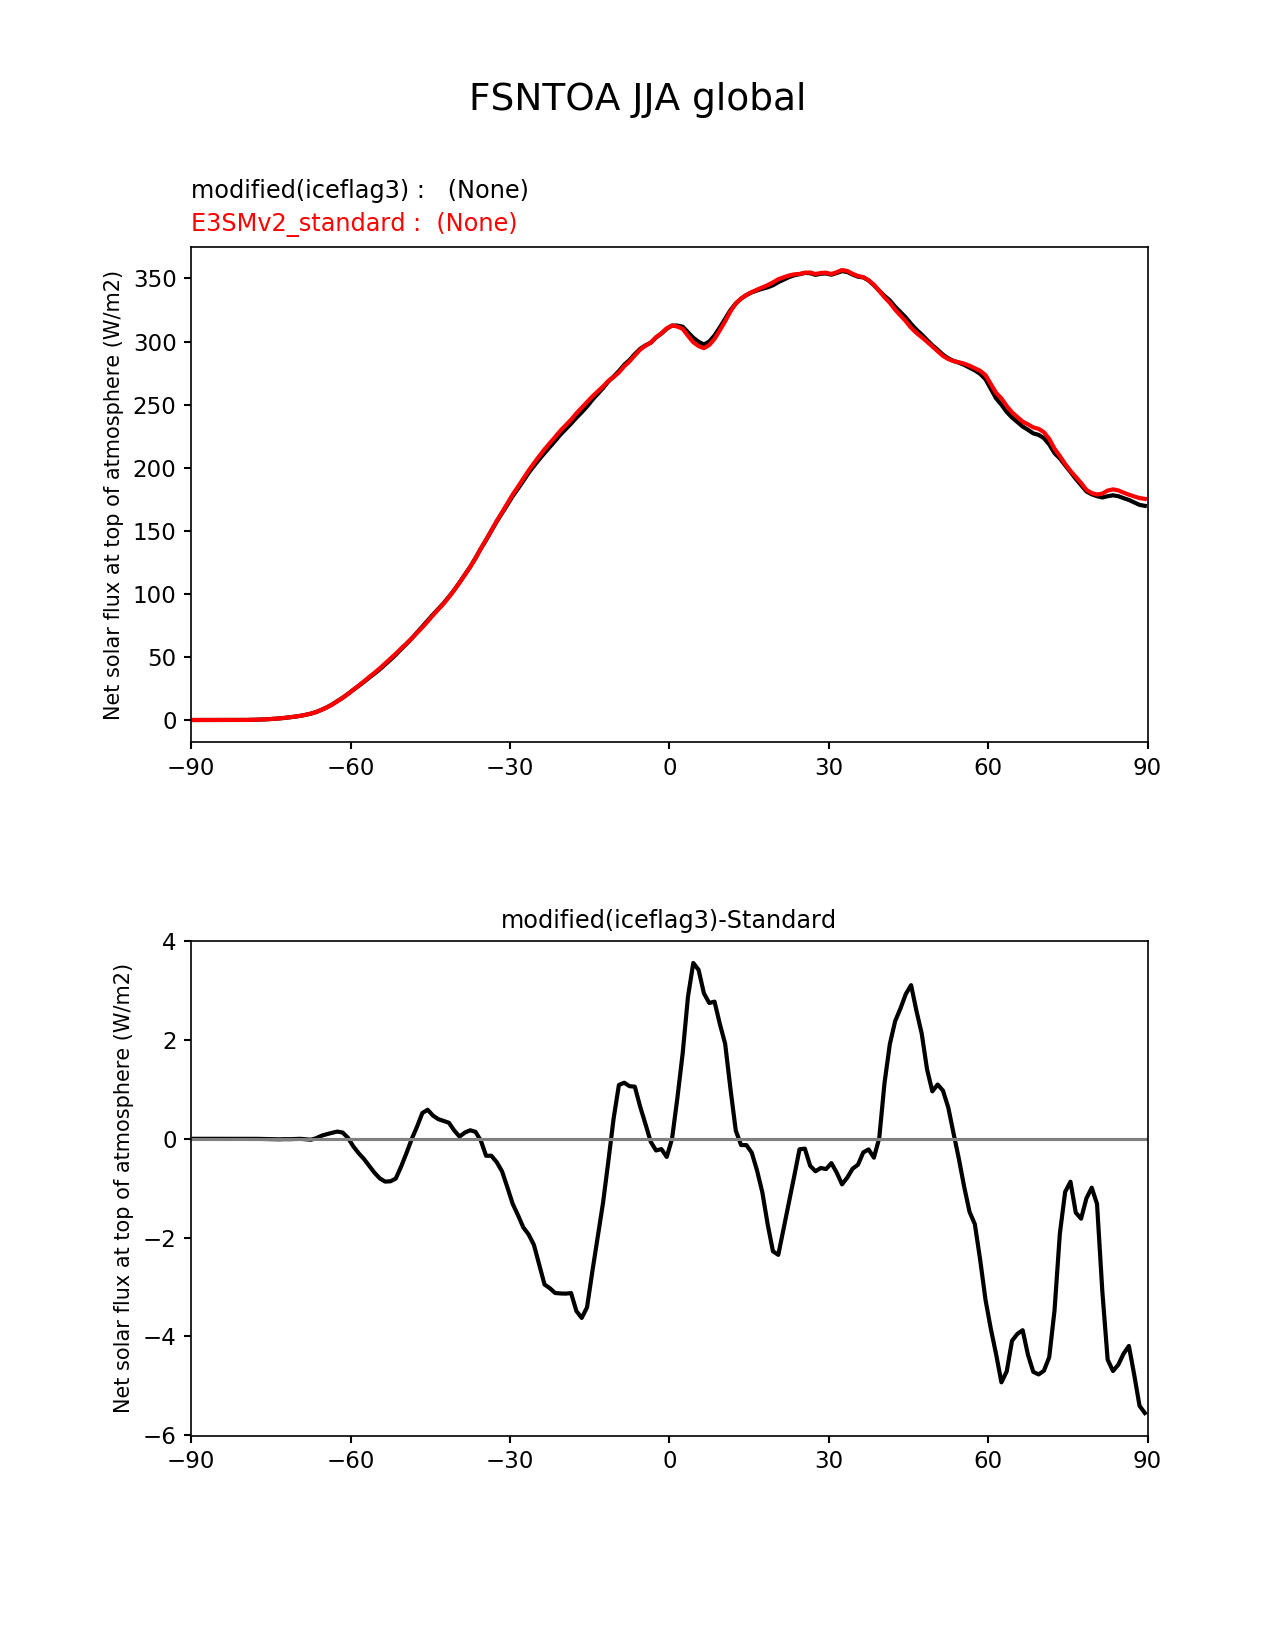 FSNTOA JJA global
modified(iceflag3) :   (None)
E3SMv2_standard :  (None)
Net solar flux at top of atmosphere (W/m2)
350
300
250
200
150
100
50
0
−90 −60 −30 0 30 60 90
modified(iceflag3)-Standard
Net solar flux at top of atmosphere (W/m2)
4
2
0
−2
−4
−6
−90 −60 −30 0 30 60 90